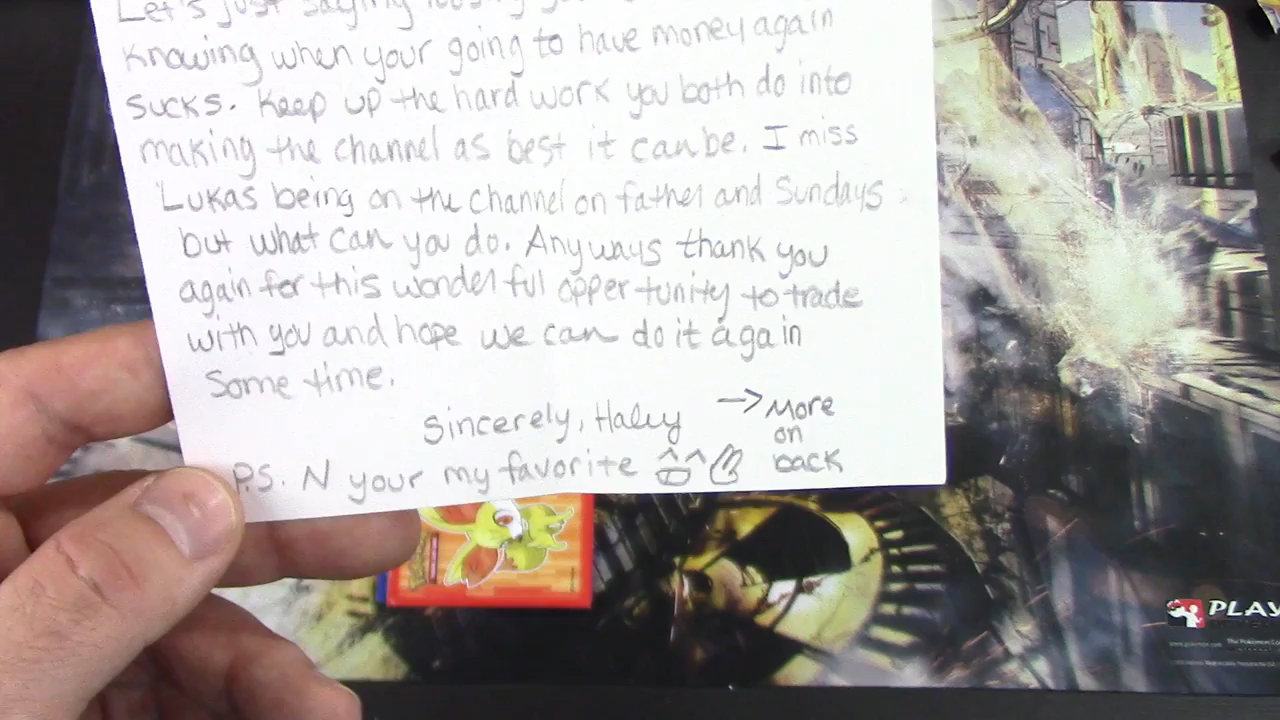 Let's just saying
knowing when your going to have money again
sucks. Keep up the hard work you both do into
making the channel as best it can be. I miss
Lukas being on the channel on father and Sundays
but what can you do. Anyways thank you
again for this wonderful opper tunity to trade
with you and hope we can do it again
some time.
Sincerely, Haley
→ More
on
back
P.S. N your my favorite
PLAY